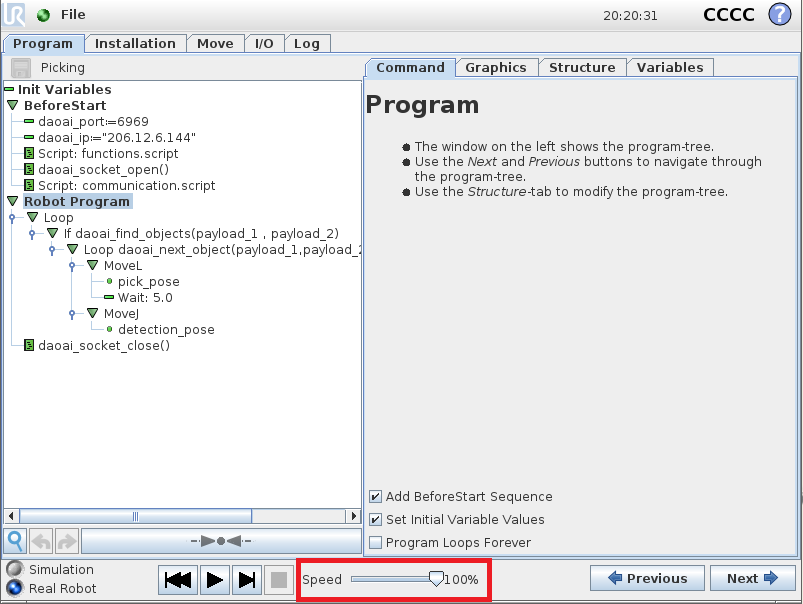 UR File 20:20:31 CCCC ?
Program Installation Move I/O Log
Picking
Init Variables
BeforeStart
daoai_port:=6969
daoai_ip:="206.12.6.144"
Script: functions.script
daoai_socket_open()
Script: communication.script
Robot Program
Loop
If daoai_find_objects(payload_1 , payload_2)
Loop daoai_next_object(payload_1,payload_2
MoveL
pick_pose
Wait: 5.0
MoveJ
detection_pose
daoai_socket_close()
Command Graphics Structure Variables
Program
The window on the left shows the program-tree.
Use the Next and Previous buttons to navigate through
the program-tree.
Use the Structure-tab to modify the program-tree.
Add BeforeStart Sequence
Set Initial Variable Values
Program Loops Forever
Simulation
Real Robot
Speed 100%
Previous Next